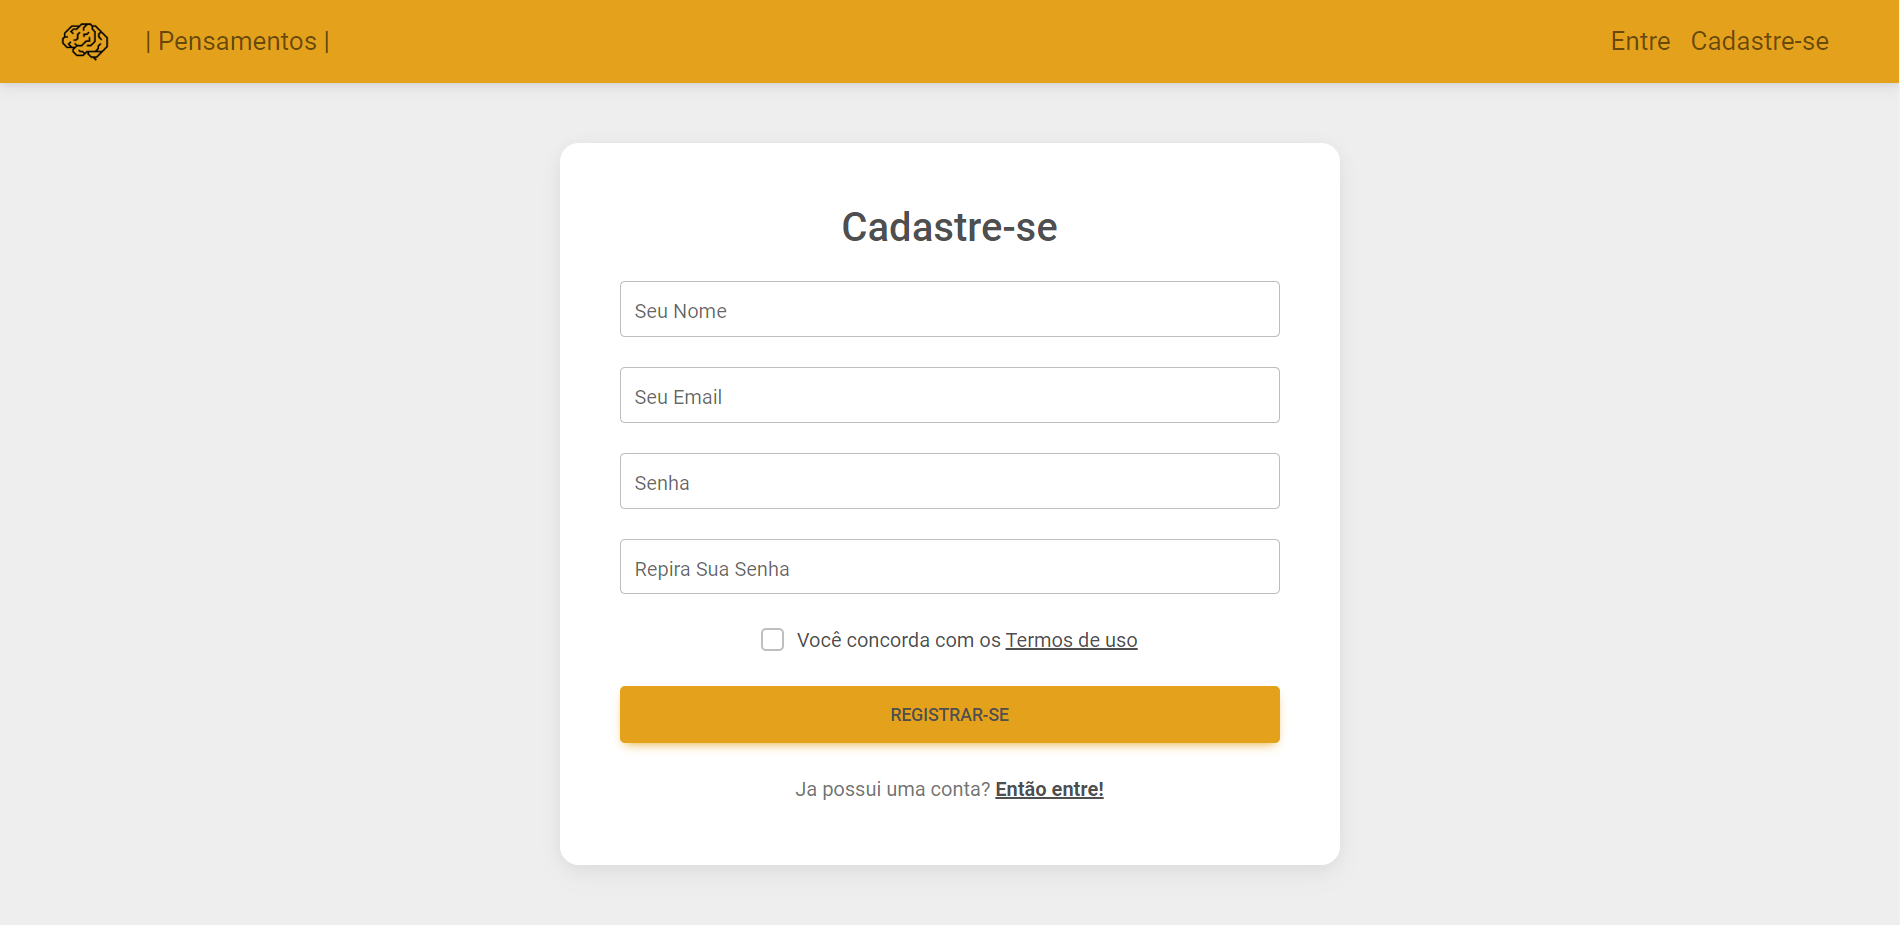 | Pensamentos |
Entre Cadastre-se
Cadastre-se
Seu Nome
Seu Email
Senha
Repira Sua Senha
Você concorda com os Termos de uso
REGISTRAR-SE
Ja possui uma conta? Então entre!